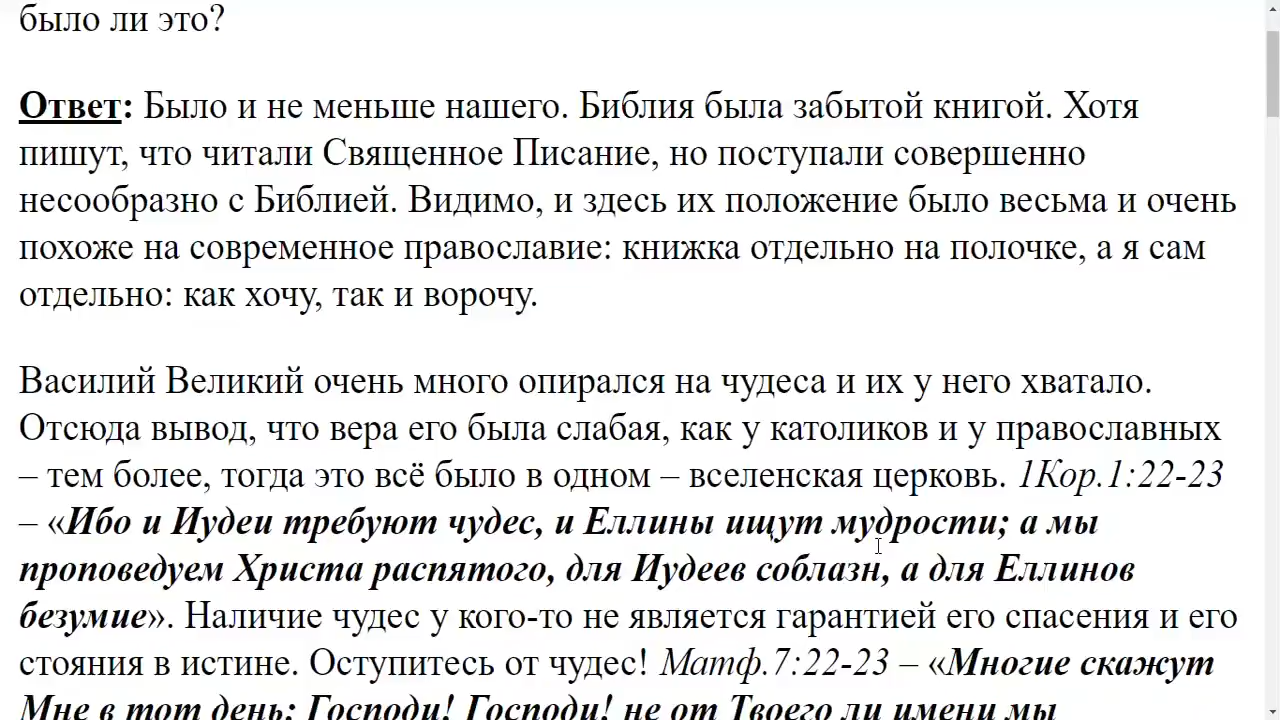 было ли это?
Ответ: Было и не меньше нашего. Библия была забытой книгой. Хотя
пишут, что читали Священное Писание, но поступали совершенно
несообразно с Библией. Видимо, и здесь их положение было весьма и очень
похоже на современное православие: книжка отдельно на полочке, а я сам
отдельно: как хочу, так и ворочу.
Василий Великий очень много опирался на чудеса и их у него хватало.
Отсюда вывод, что вера его была слабая, как у католиков и у православных
– тем более, тогда это всё было в одном – вселенская церковь. 1Кор.1:22-23
– «Ибо и Иудеи требуют чудес, и Еллины ищут мудрости; а мы
проповедуем Христа распятого, для Иудеев соблазн, а для Еллинов
безумие». Наличие чудес у кого-то не является гарантией его спасения и его
стояния в истине. Оступитесь от чудес! Матф.7:22-23 – «Многие скажут
Мне в тот день: Господи! Господи! не от Твоего ли имени мы